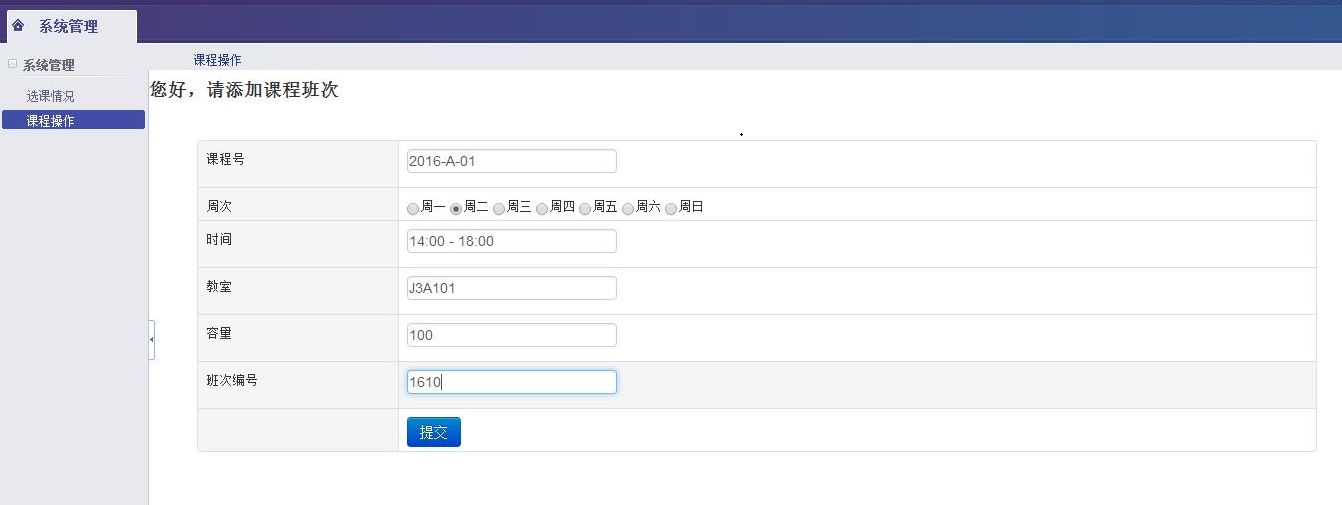 系统管理
系统管理
课程操作
选课情况
课程操作
您好，请添加课程班次
课程号 2016-A-01
周次 周一 周二 周三 周四 周五 周六 周日
时间 14:00 - 18:00
教室 J3A101
容量 100
班次编号 1610
提交